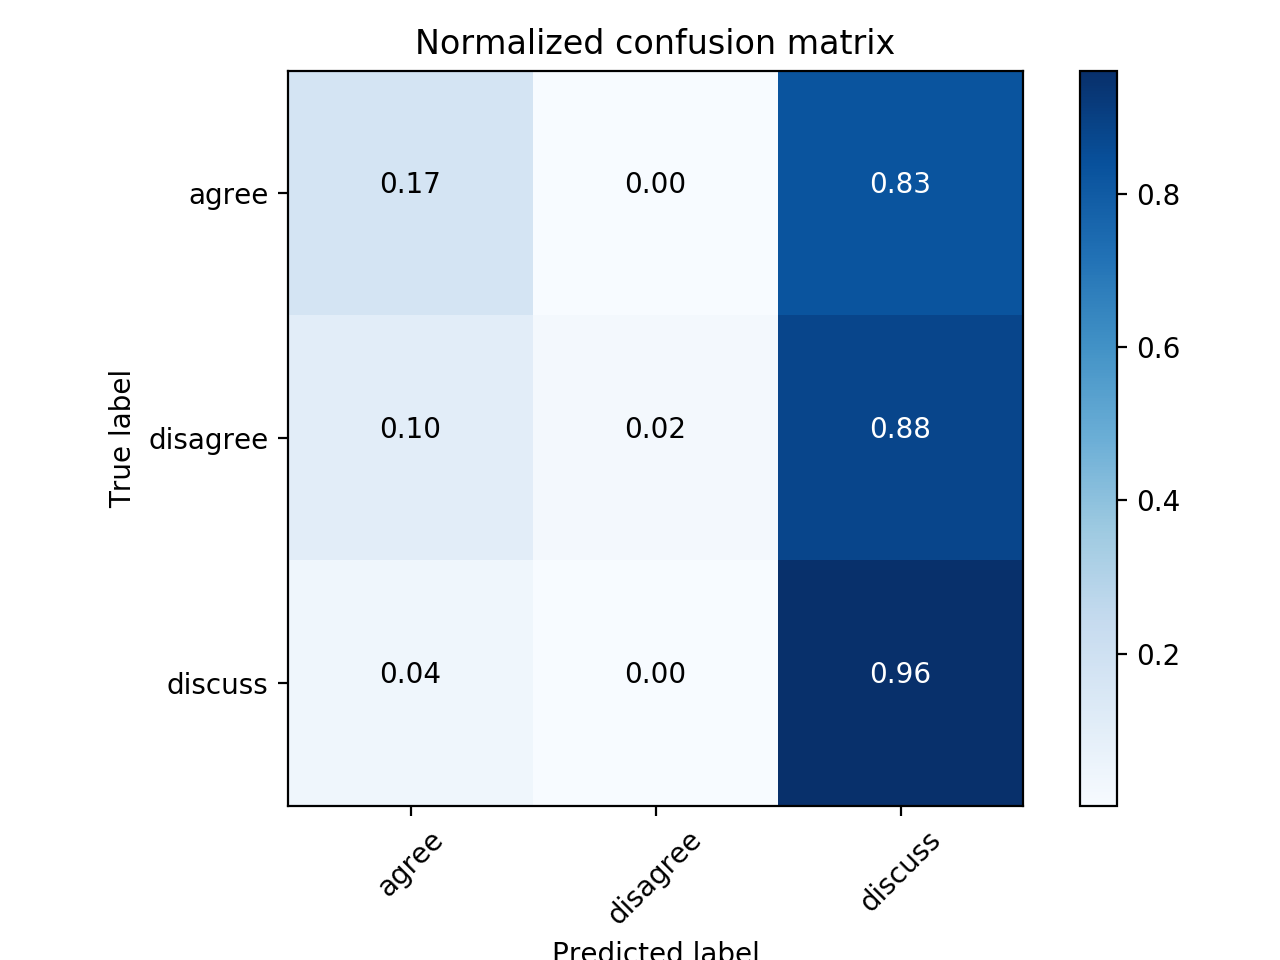 Normalized confusion matrix
agree 0.17 0.00 0.83
disagree 0.10 0.02 0.88
discuss 0.04 0.00 0.96
True label
agree disagree discuss
Predicted label
0.8
0.6
0.4
0.2